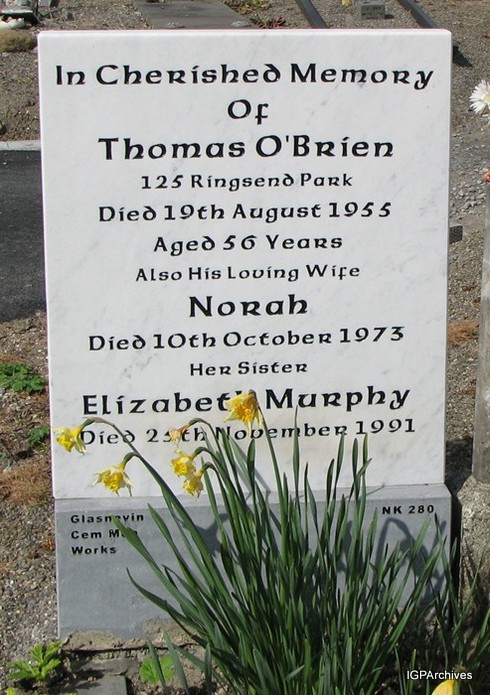 In Cherished Memory
Of
Thomas O'Brien
125 Ringsend Park
Died 19th August 1955
Aged 56 Years
Also His Loving Wife
Norah
Died 10th October 1973
Her Sister
Elizabeth Murphy
Died November 1991
Glasnevin NK 280
Cem
Works
IGPArchives